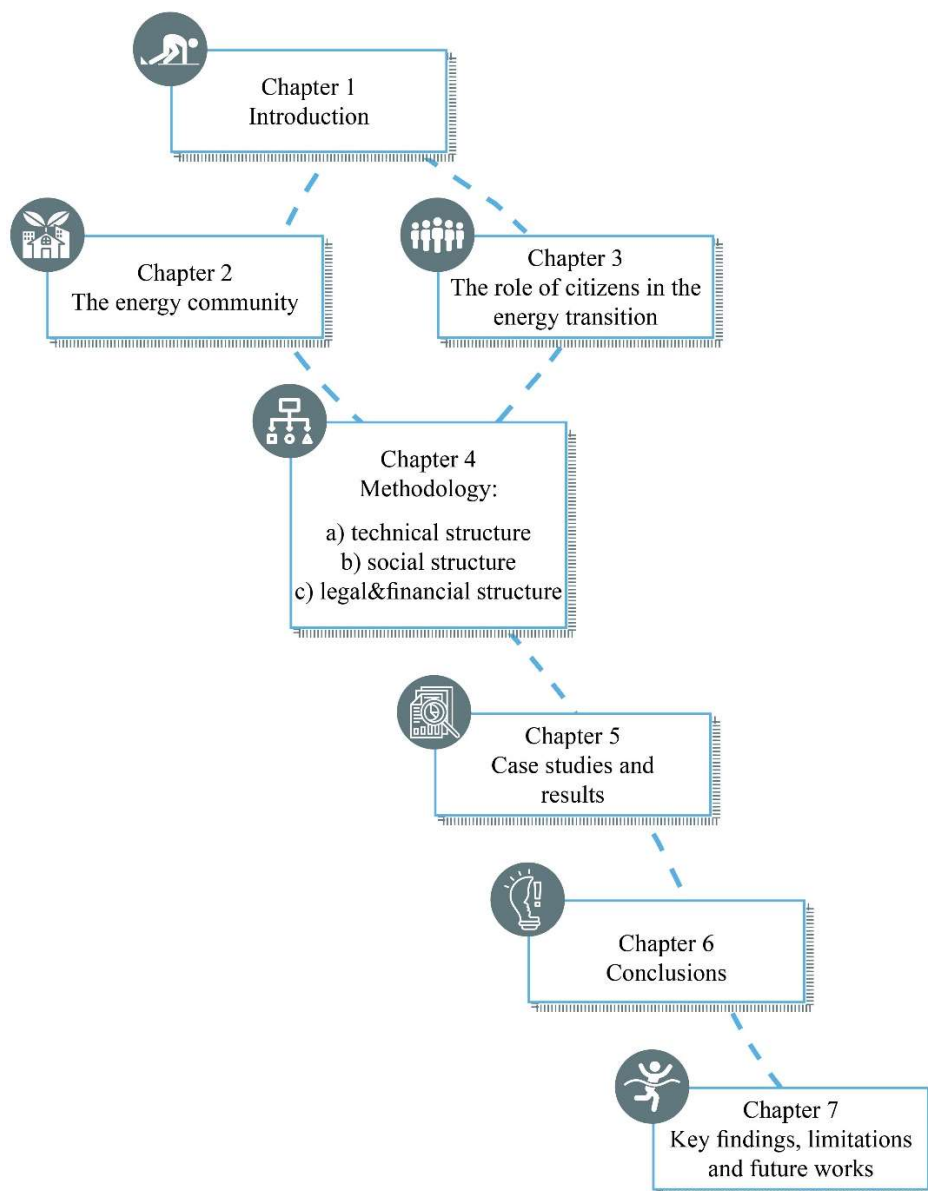 Chapter 1
Introduction
Chapter 2
The energy community
Chapter 3
The role of citizens in the
energy transition
Chapter 4
Methodology:
a) technical structure
b) social structure
c) legal&financial structure
Chapter 5
Case studies and
results
Chapter 6
Conclusions
Chapter 7
Key findings, limitations
and future works